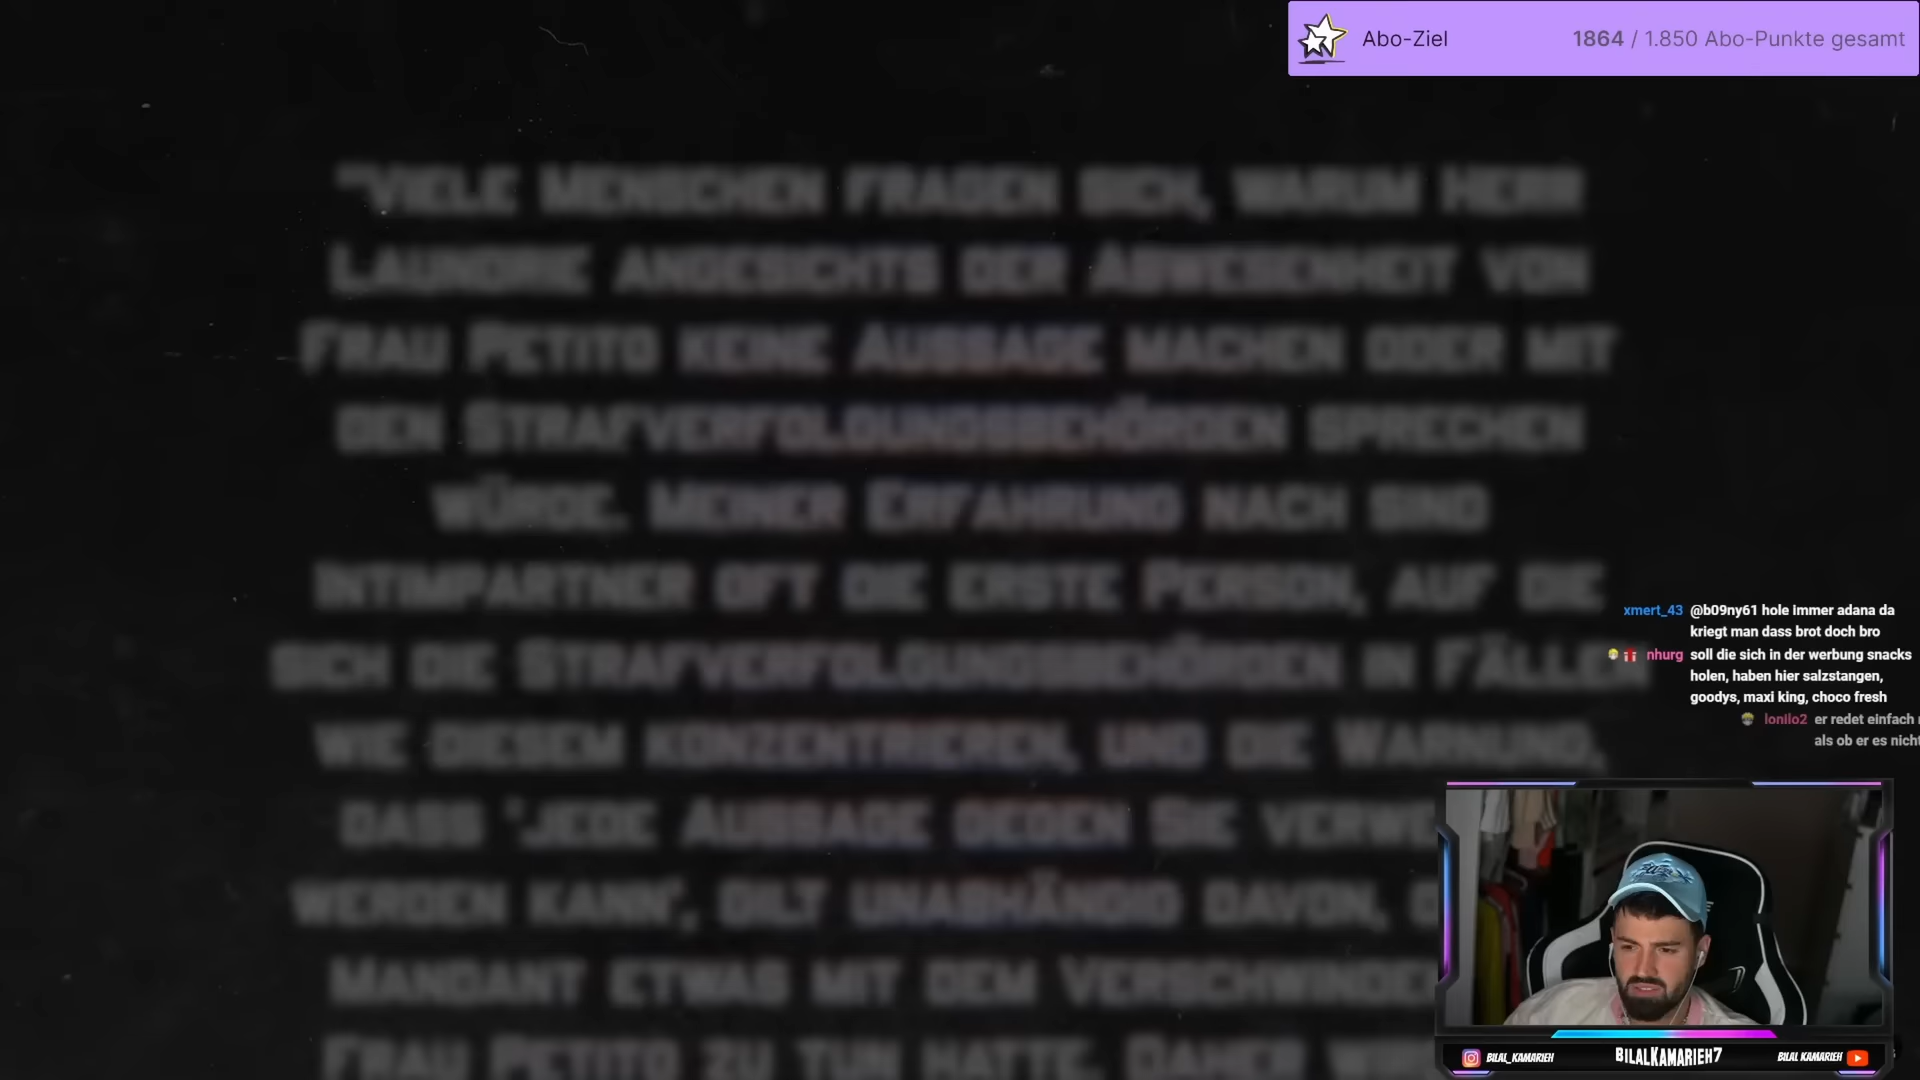 Abo-Ziel
1864 / 1.850 Abo-Punkte gesamt
"VIELE MENSCHEN FRAGEN SICH, WARUM HERR
LAUNDRIE ANGESICHTS DER ABWESENHEIT VON
FRAU PETITO KEINE AUSSAGE MACHEN ODER MIT
DEN STRAFVERFOLGUNGSBEHÖRDEN SPRECHEN
WÜRDE. MEINER ERFAHRUNG NACH SIND
INTIMPARTNER OFT DIE ERSTE PERSON, AUF DIE
SICH DIE STRAFVERFOLGUNGSBEHÖRDEN IN FÄLLEN
WIE DIESEM KONZENTRIEREN, UND DIE WARNUNG,
DASS 'JEDE AUSSAGE GEGEN SIE VERWE
WERDEN KANN', GILT UNABHÄNGIG DAVON,
MANDANT ETWAS MIT DEM VERSCHWINDEN
FRAU PETITO ZU TUN HATTE. DAHER
xmert_43 @b09ny61 hole immer adana da
kriegt man dass brot doch bro
nhurg soll die sich in der werbung snacks
holen, haben hier salzstangen,
goodys, maxi king, choco fresh
lonilo2 er redet einfach
als ob er es nicht
BILAL_KAMARIEH
BILALKAMARIEH7
BILAL KAMARIEH